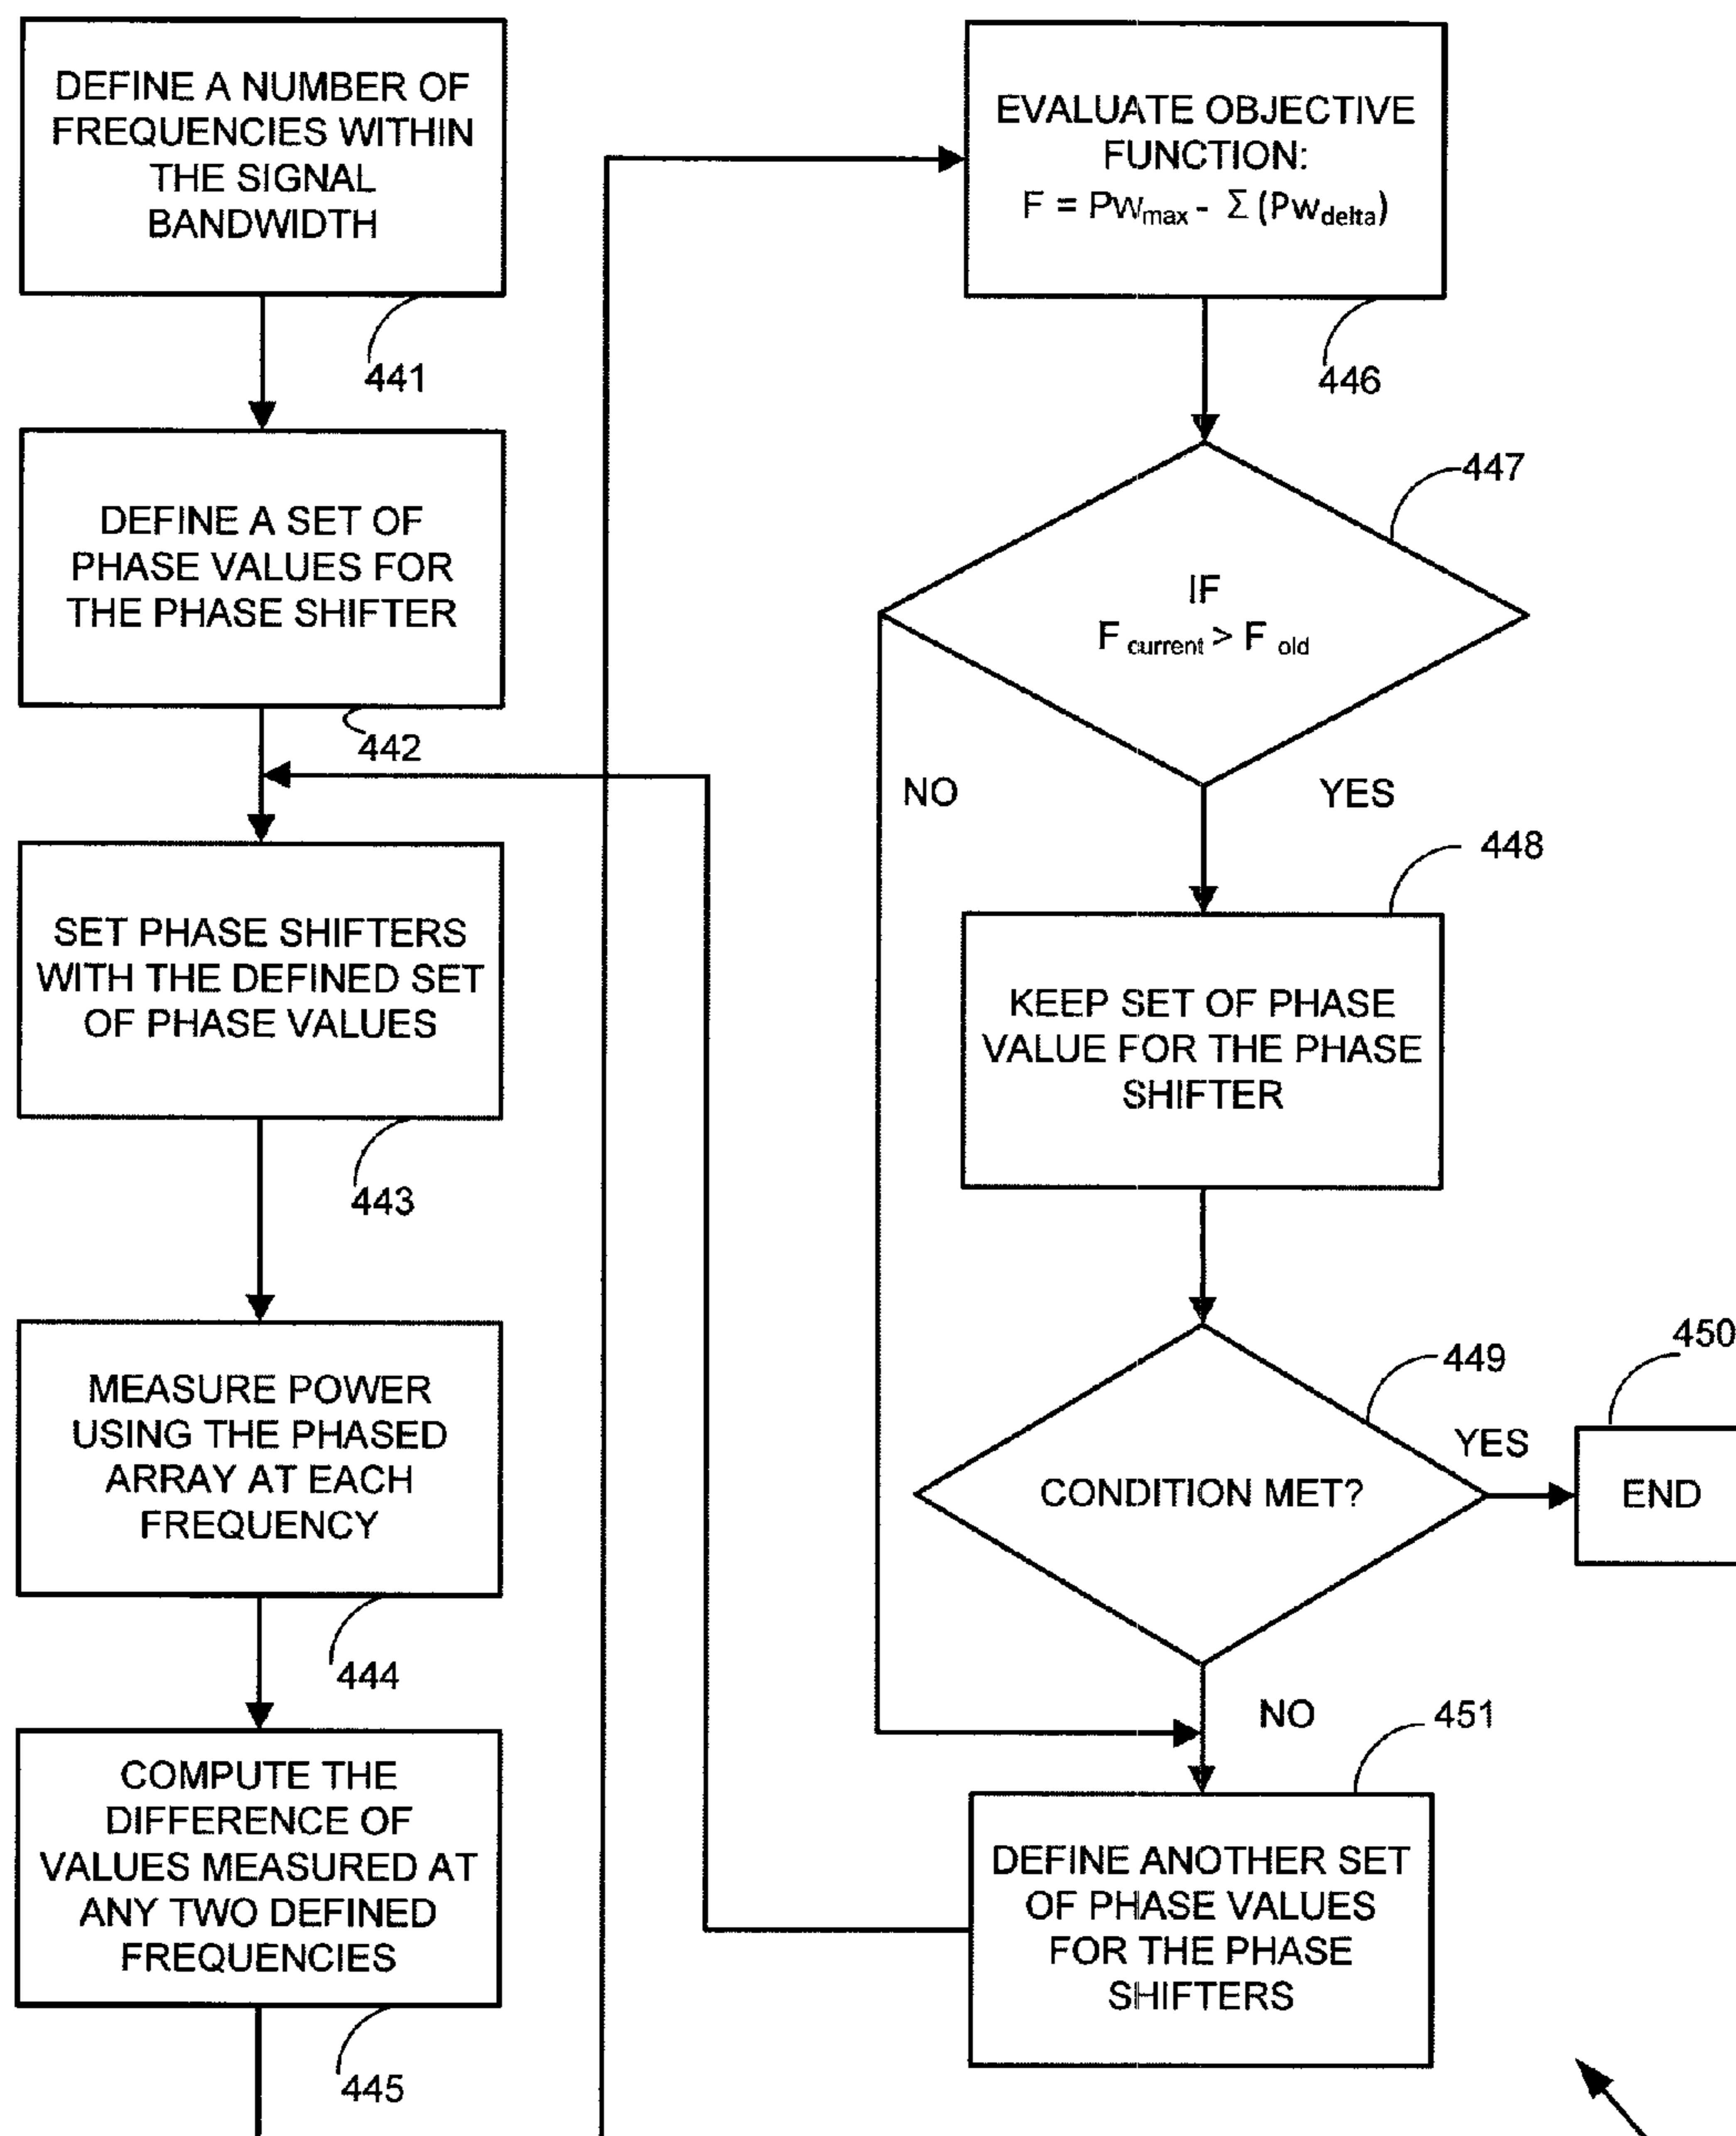 DEFINE A NUMBER OF
FREQUENCIES WITHIN
THE SIGNAL
BANDWIDTH
441
DEFINE A SET OF
PHASE VALUES FOR
THE PHASE SHIFTER
442
SET PHASE SHIFTERS
WITH THE DEFINED SET
OF PHASE VALUES
443
MEASURE POWER
USING THE PHASED
ARRAY AT EACH
FREQUENCY
444
COMPUTE THE
DIFFERENCE OF
VALUES MEASURED AT
ANY TWO DEFINED
FREQUENCIES
445
EVALUATE OBJECTIVE
FUNCTION:
F = Pw_max - Σ (Pw_delta)
446
447
IF
F current > F old
NO
YES
448
KEEP SET OF PHASE
VALUE FOR THE PHASE
SHIFTER
449
CONDITION MET?
YES
450
END
NO
451
DEFINE ANOTHER SET
OF PHASE VALUES
FOR THE PHASE
SHIFTERS